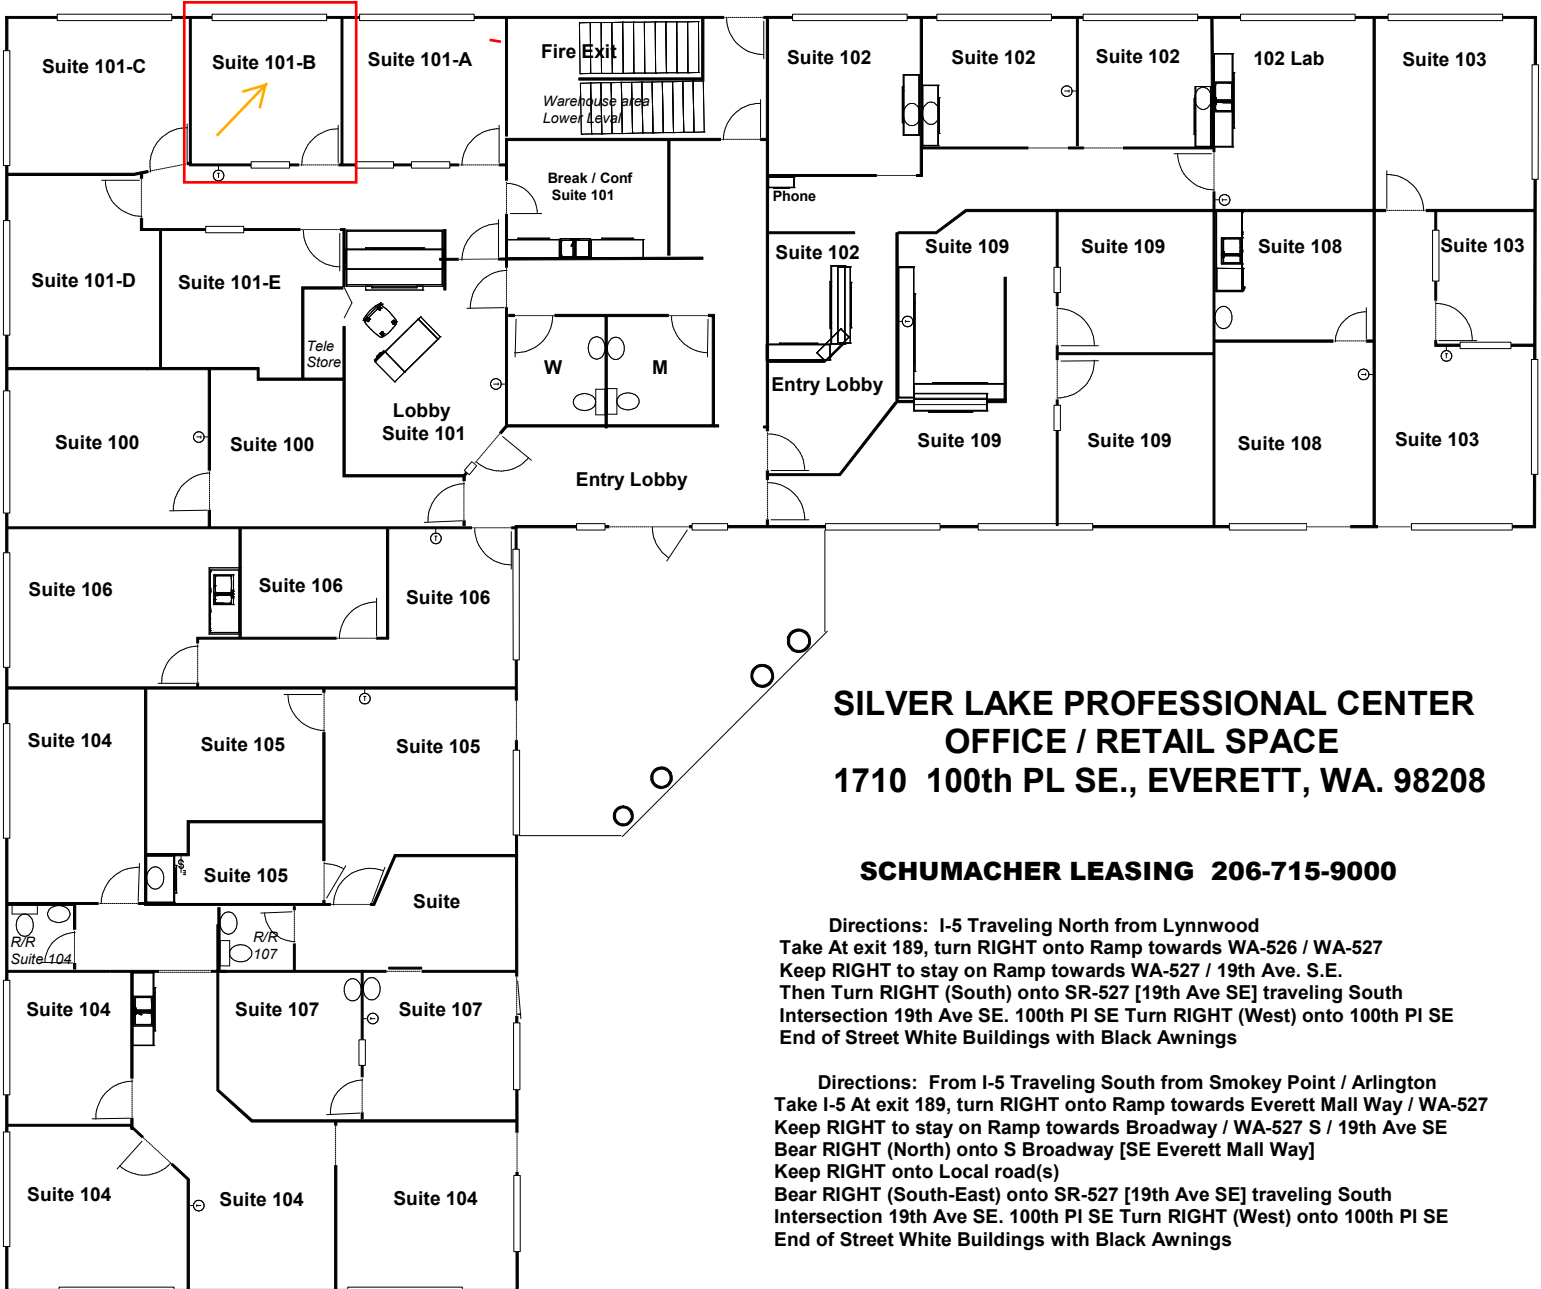 Suite 101-C
Suite 101-B
Suite 101-A
Fire Exit
Warehouse area
Lower Leval
Suite 102
Suite 102
Suite 102
102 Lab
Suite 103
Break / Conf
Suite 101
Phone
Suite 101-D
Suite 101-E
Suite 102
Suite 109
Suite 109
Suite 108
Suite 103
Tele
Store
W
M
Entry Lobby
Lobby
Suite 101
Suite 100
Suite 100
Suite 109
Suite 109
Suite 108
Suite 103
Entry Lobby
Suite 106
Suite 106
Suite 106
Suite 104
Suite 105
Suite 105
Suite 105
Suite
R/R
Suite 104
R/R
107
Suite 104
Suite 107
Suite 107
Suite 104
Suite 104
Suite 104
SILVER LAKE PROFESSIONAL CENTER
OFFICE / RETAIL SPACE
1710 100th PL SE., EVERETT, WA. 98208
SCHUMACHER LEASING 206-715-9000
Directions: I-5 Traveling North from Lynnwood
Take At exit 189, turn RIGHT onto Ramp towards WA-526 / WA-527
Keep RIGHT to stay on Ramp towards WA-527 / 19th Ave. S.E.
Then Turn RIGHT (South) onto SR-527 [19th Ave SE] traveling South
Intersection 19th Ave SE. 100th Pl SE Turn RIGHT (West) onto 100th Pl SE
End of Street White Buildings with Black Awnings
Directions: From I-5 Traveling South from Smokey Point / Arlington
Take I-5 At exit 189, turn RIGHT onto Ramp towards Everett Mall Way / WA-527
Keep RIGHT to stay on Ramp towards Broadway / WA-527 S / 19th Ave SE
Bear RIGHT (North) onto S Broadway [SE Everett Mall Way]
Keep RIGHT onto Local road(s)
Bear RIGHT (South-East) onto SR-527 [19th Ave SE] traveling South
Intersection 19th Ave SE. 100th Pl SE Turn RIGHT (West) onto 100th Pl SE
End of Street White Buildings with Black Awnings